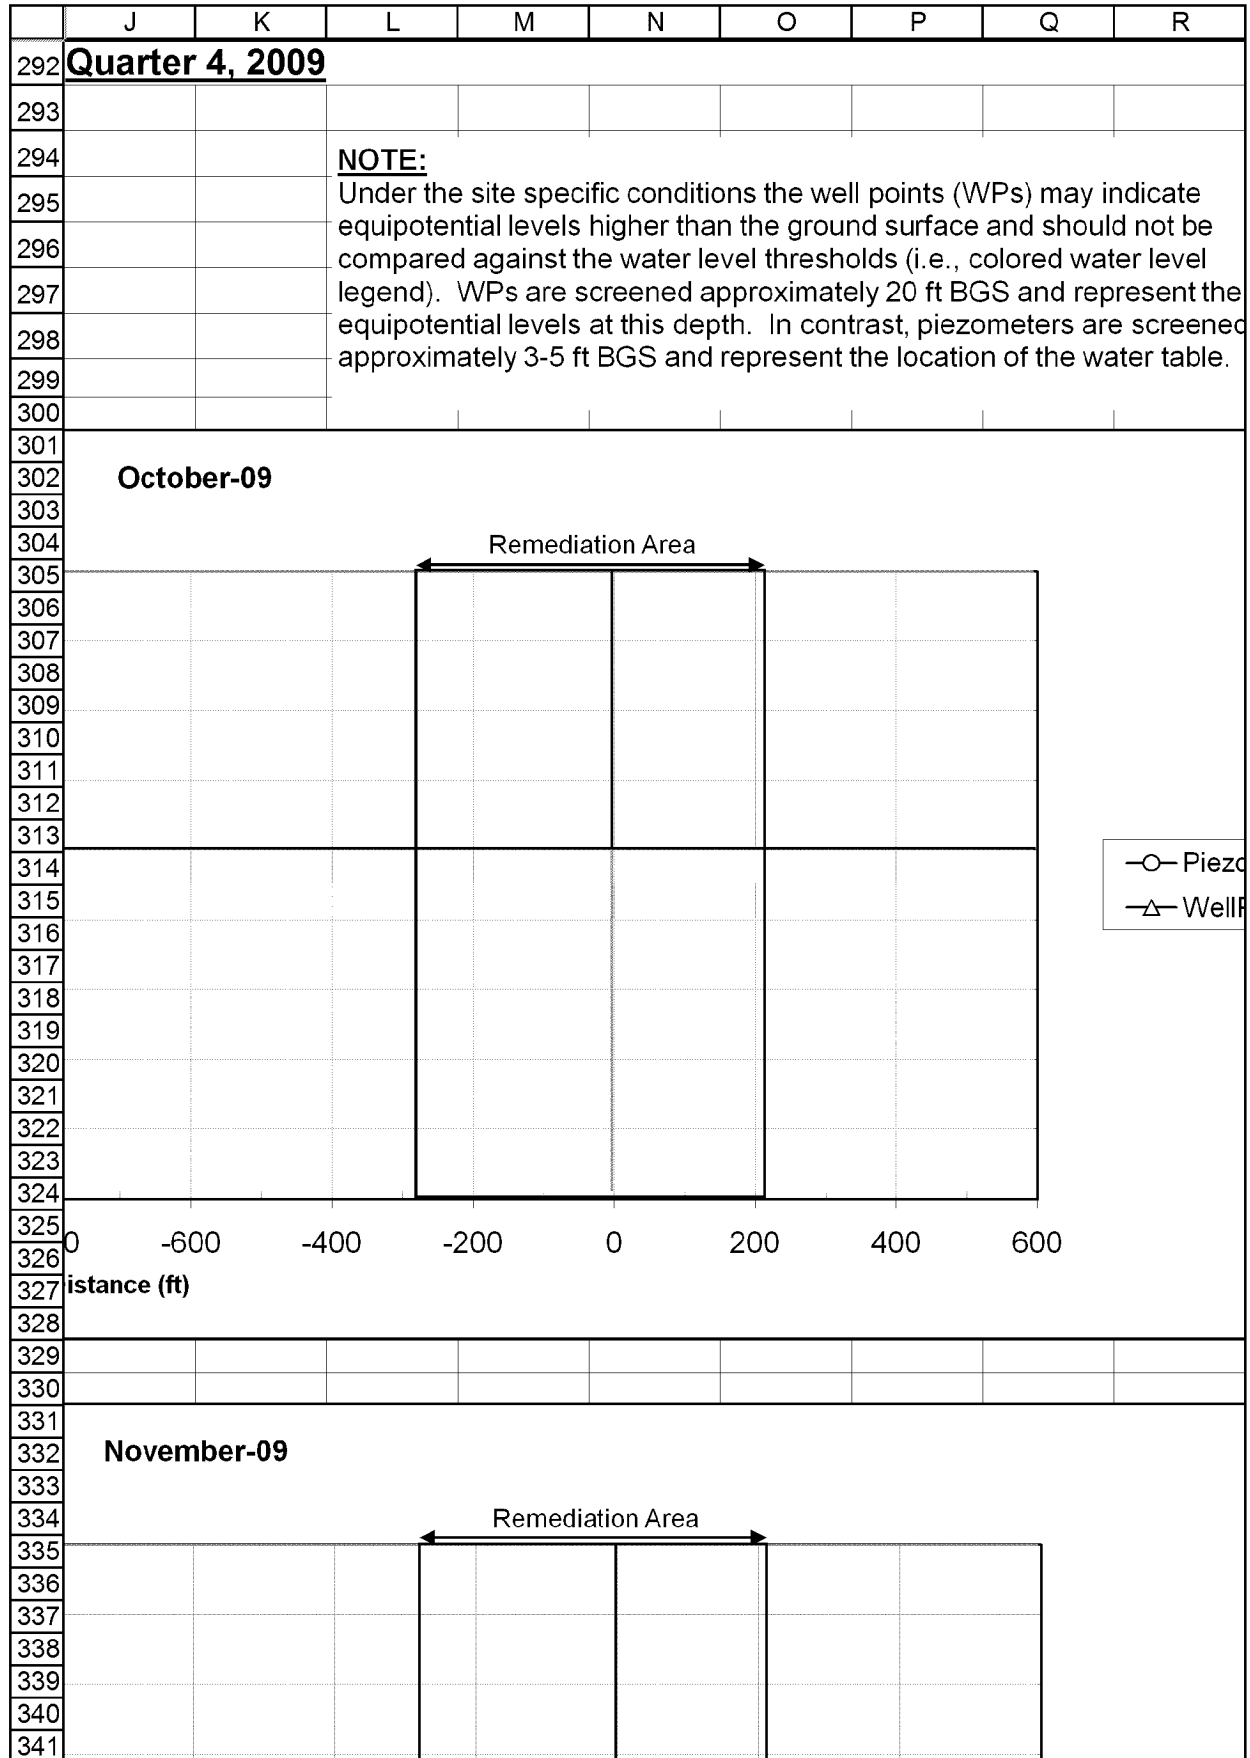 J K L M N O P Q R
292 Quarter 4, 2009
293
294 NOTE:
295 Under the site specific conditions the well points (WPs) may indicate
equipotential levels higher than the ground surface and should not be
296 compared against the water level thresholds (i.e., colored water level
297 legend). WPs are screened approximately 20 ft BGS and represent the
298 equipotential levels at this depth. In contrast, piezometers are screened
299 approximately 3-5 ft BGS and represent the location of the water table.
300
301
302 October-09
303
304 Remediation Area
305
306
307
308
309
310
311
312
313
314 Piezo
315
316 WellP
317
318
319
320
321
322
323
324
325
326 0 -600 -400 -200 0 200 400 600
327 istance (ft)
328
329
330
331
332 November-09
333
334 Remediation Area
335
336
337
338
339
340
341